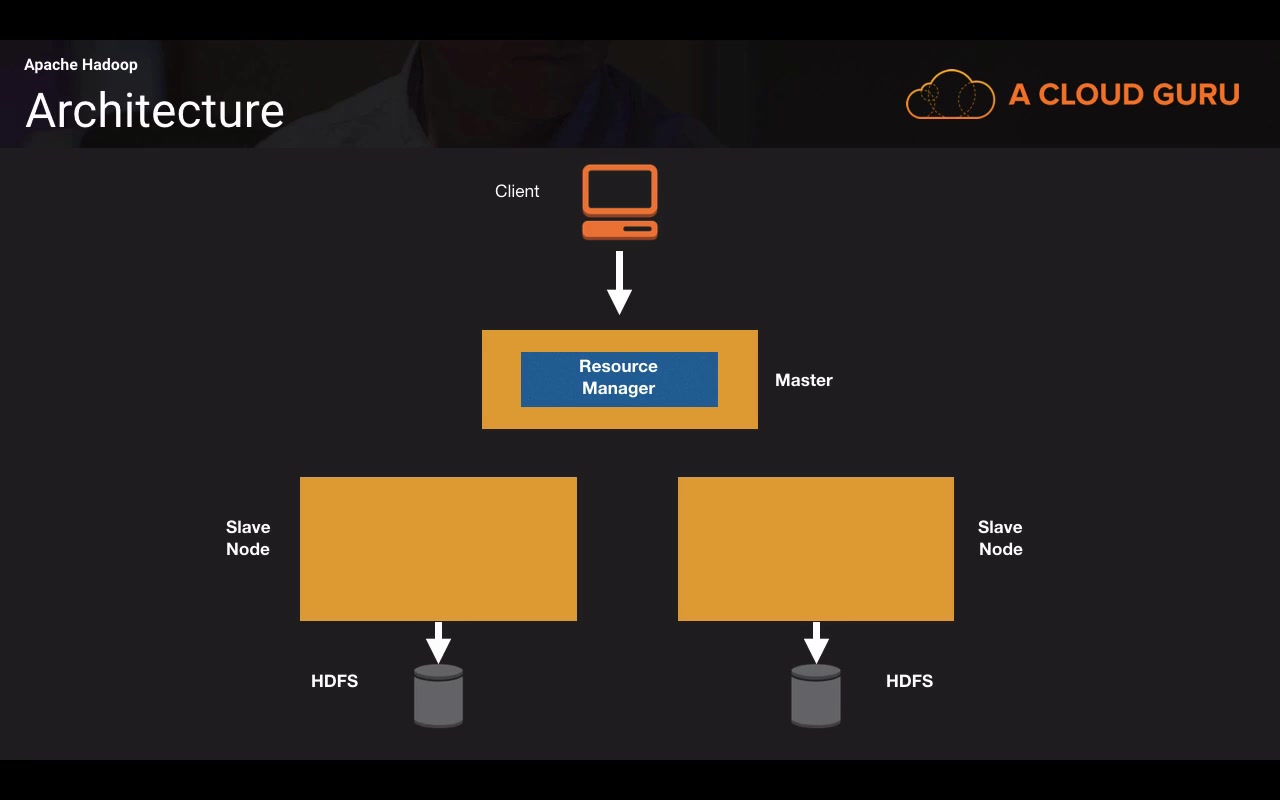 Apache Hadoop
Architecture
A CLOUD GURU
Client
Resource
Manager
Master
Slave
Node
Slave
Node
HDFS
HDFS